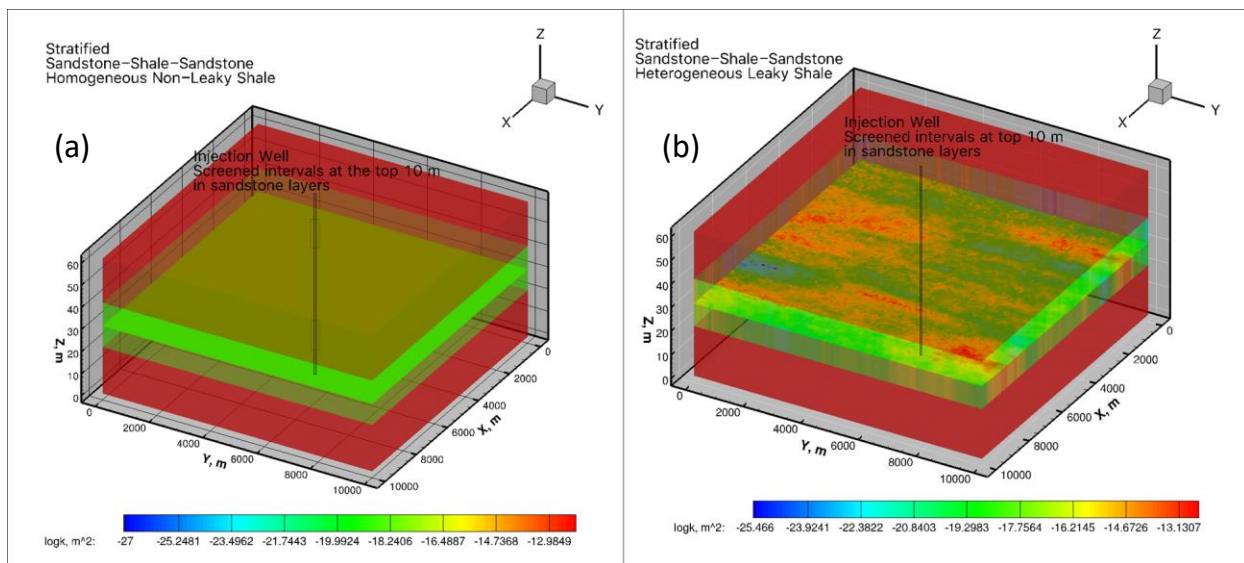 Stratified
Sandstone-Shale-Sandstone
Homogeneous Non-Leaky Shale
Z
X
Y
(a)
Injection Well
Screened intervals at the top 10 m
in sandstone layers
60
50
40
30
20
10
0
Z, m
0
2000
4000
6000
8000
10000
Y, m
0
2000
4000
6000
8000
10000
X, m
logk, m^2: -27 -25.2481 -23.4962 -21.7443 -19.9924 -18.2406 -16.4887 -14.7368 -12.9849
Stratified
Sandstone-Shale-Sandstone
Heterogeneous Leaky Shale
Z
X
Y
(b)
Injection Well
Screened intervals at top 10 m
in sandstone layers
60
50
40
30
20
10
0
Z, m
0
2000
4000
6000
8000
10000
Y, m
0
2000
4000
6000
8000
10000
X, m
logk, m^2: -25.466 -23.9241 -22.3822 -20.8403 -19.2983 -17.7564 -16.2145 -14.6726 -13.1307